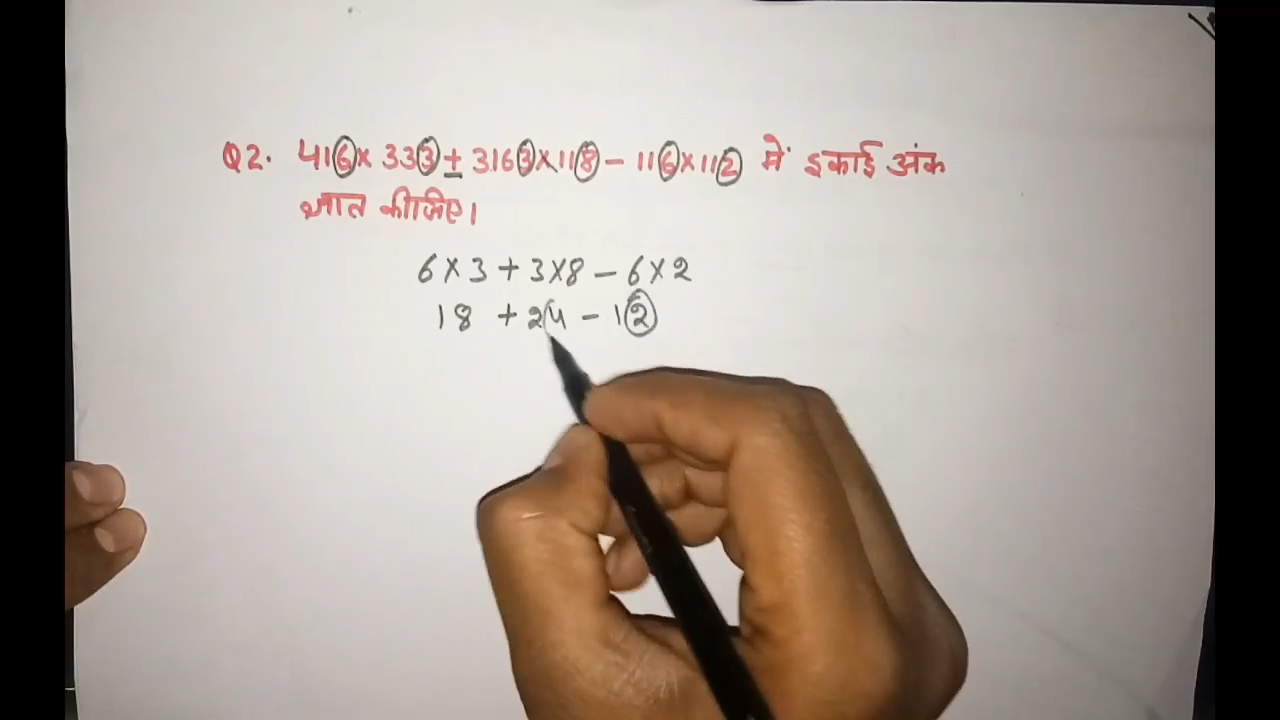 Q2. 416× 333 + 3163×118 – 116×112 में इकाई अंक
ज्ञात कीजिए।
6×3 + 3×8 – 6×2
18 + 24 – 12